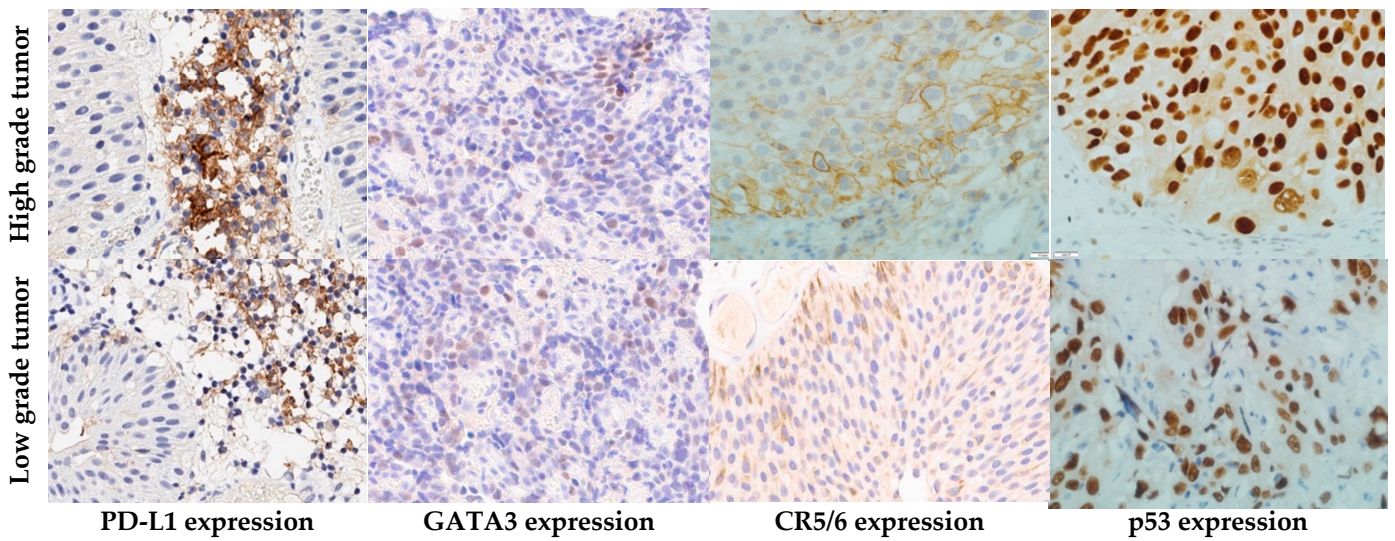 High grade tumor
Low grade tumor
PD-L1 expression
GATA3 expression
CR5/6 expression
p53 expression